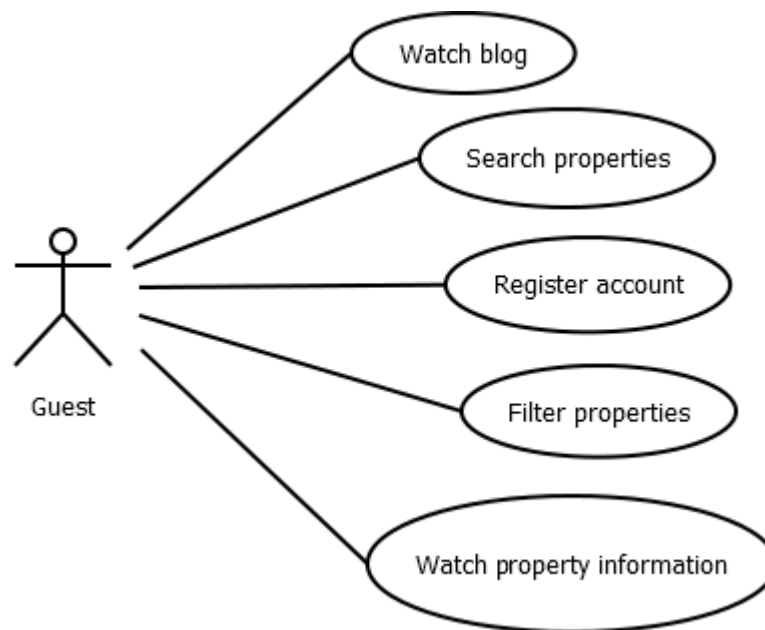 Watch blog
Search properties
Register account
Guest
Filter properties
Watch property information